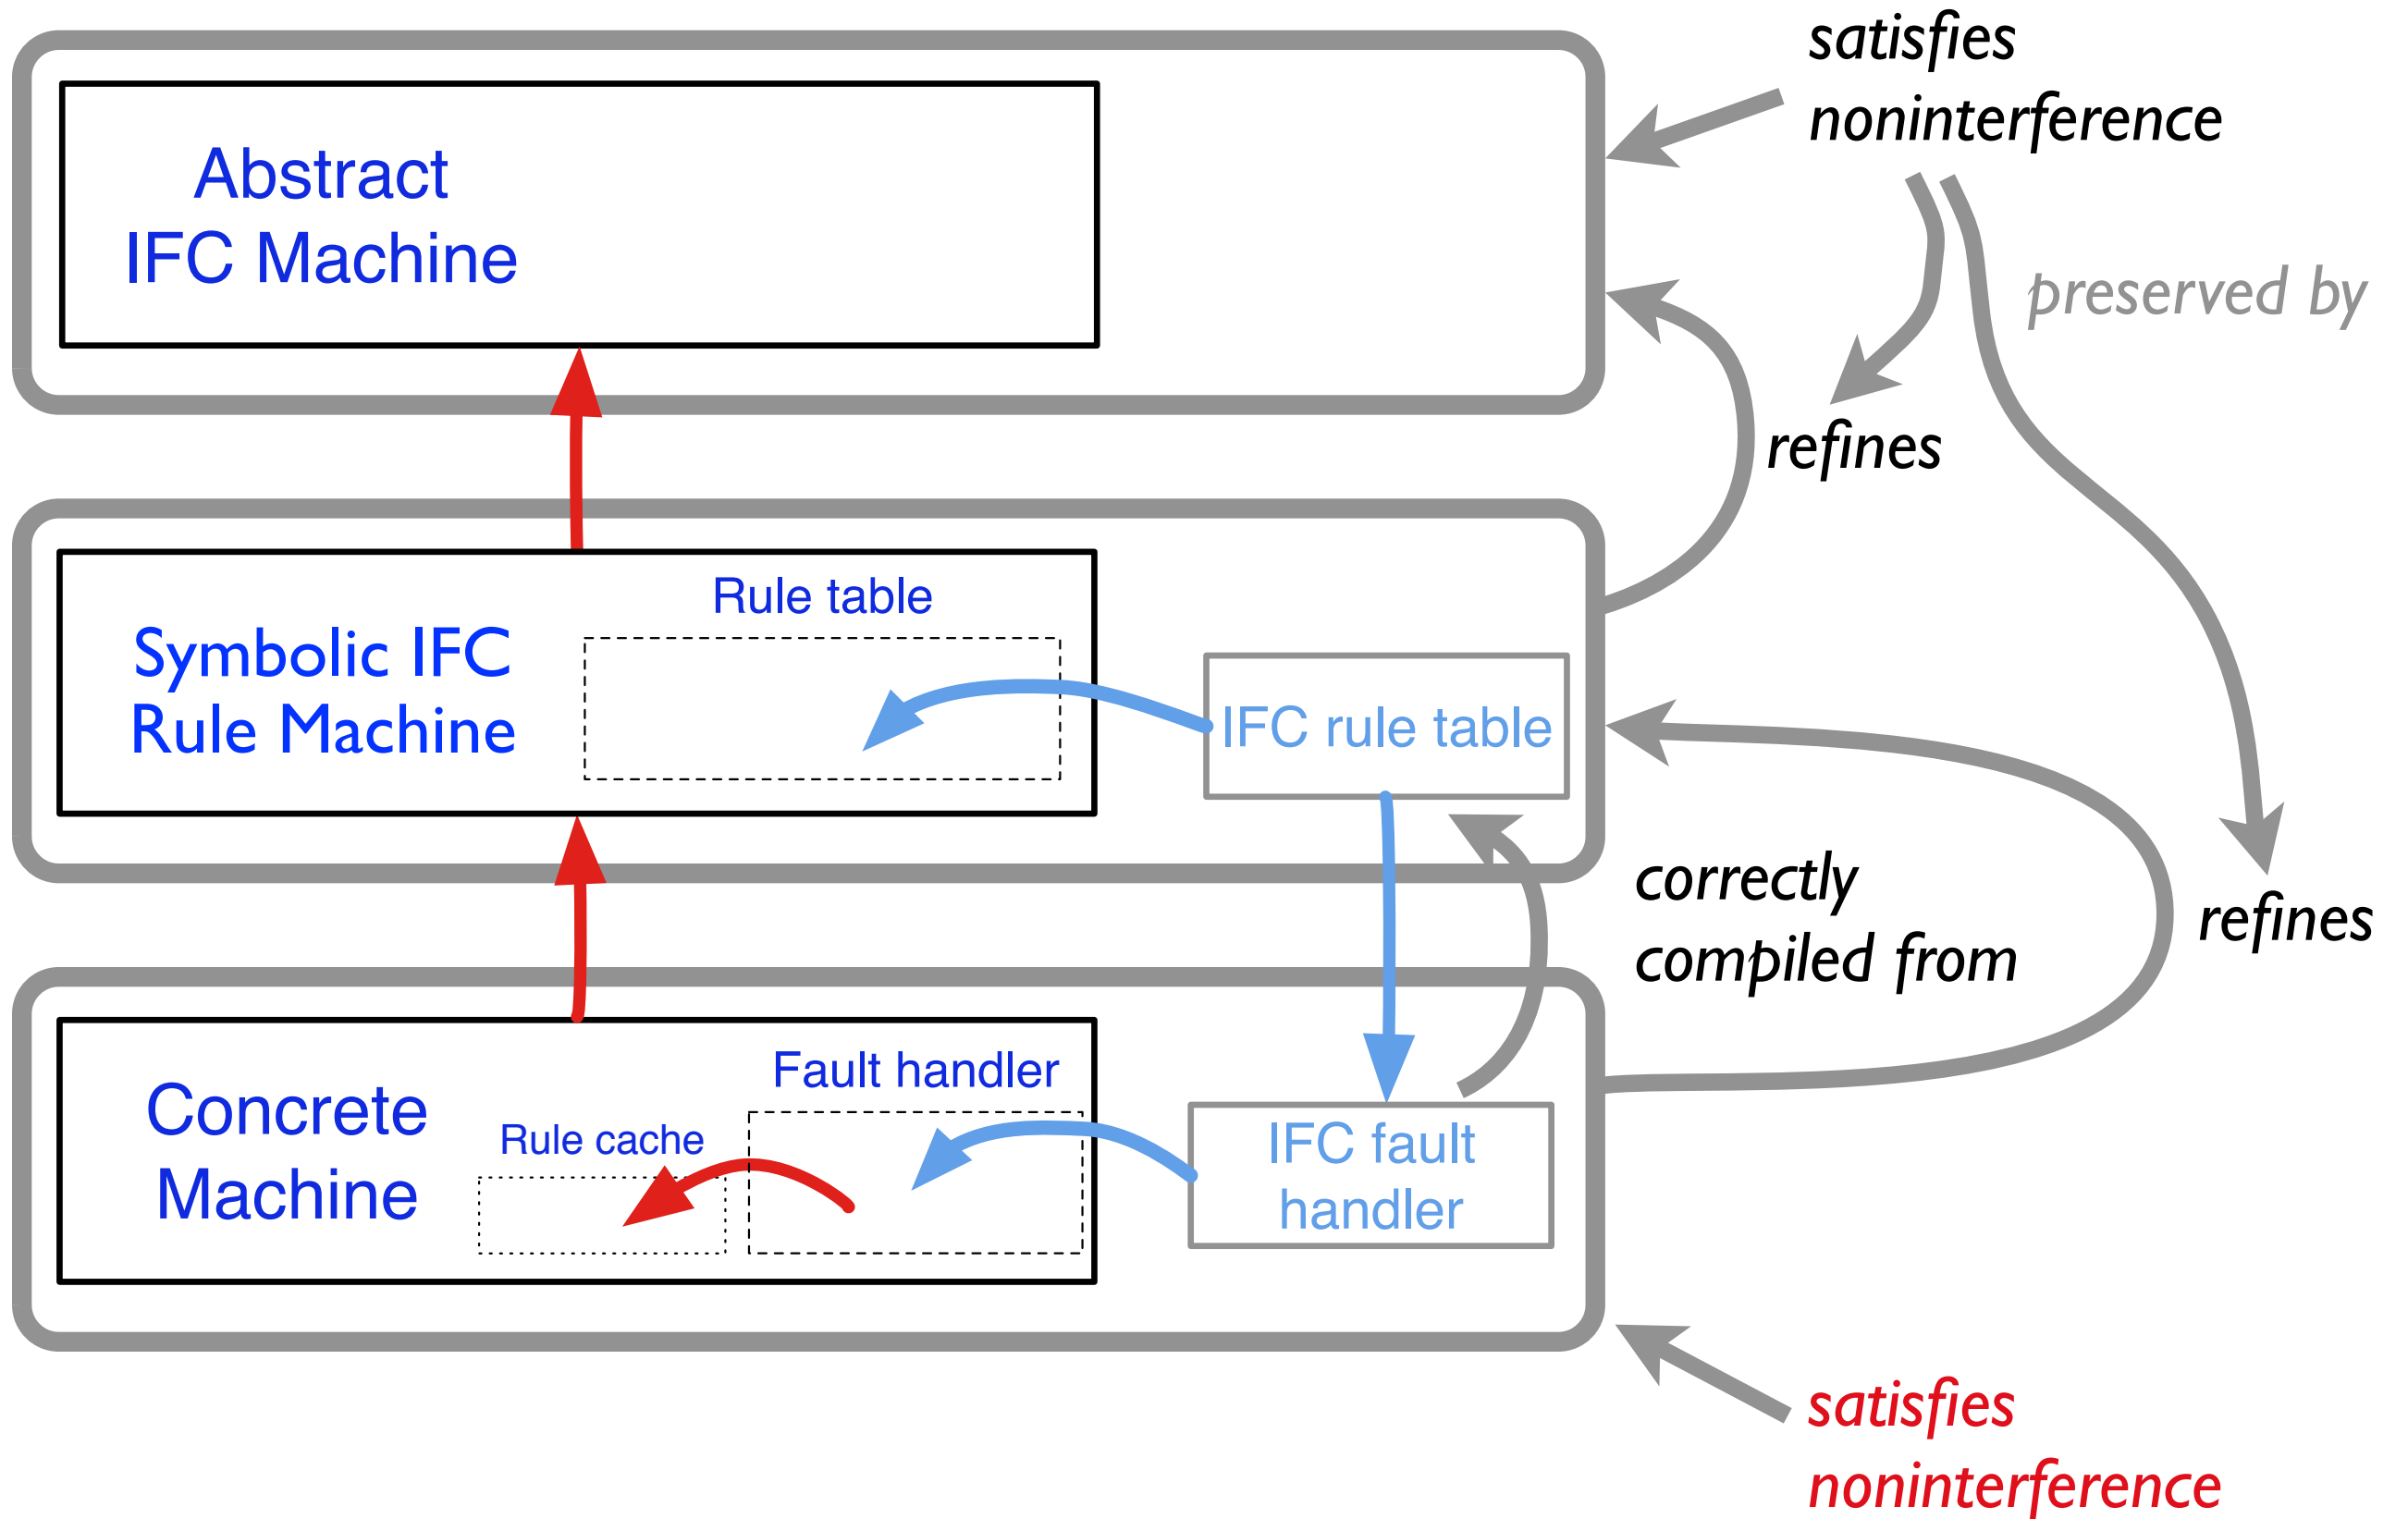 satisfies
noninterference
Abstract
IFC Machine
preserved by
refines
Rule table
Symbolic IFC
Rule Machine
IFC rule table
correctly
compiled from
refines
Fault handler
Rule cache
Concrete
Machine
IFC fault
handler
satisfies
noninterference